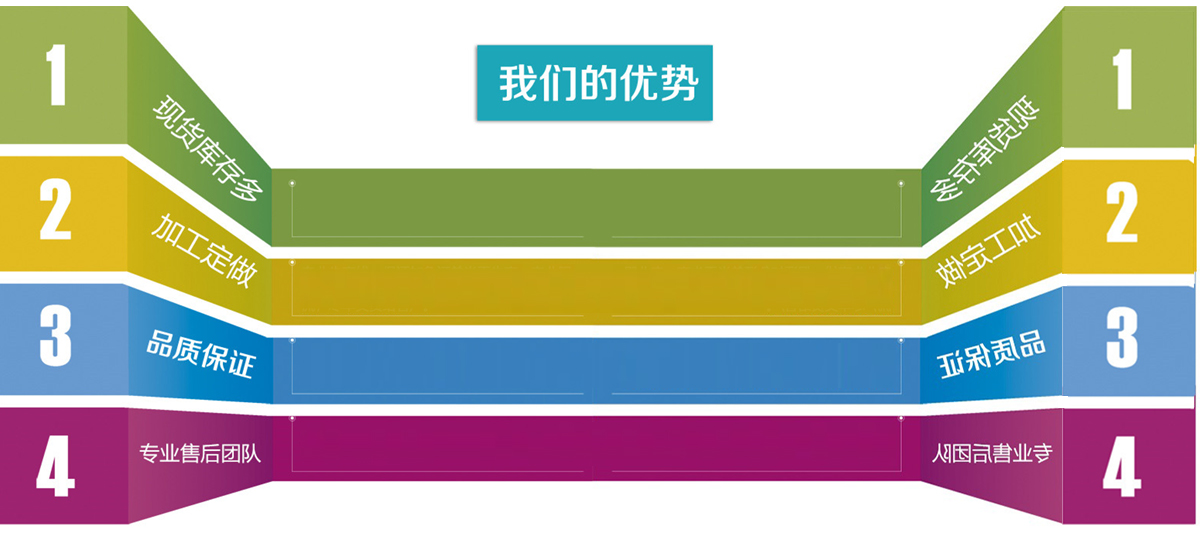 我们的优势
1
现货库存多
现货库存多
1
2
加工定做
加工定做
2
3
品质保证
品质保证
3
4
专业售后团队
专业售后团队
4